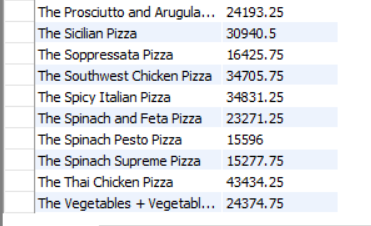 The Prosciutto and Arugula... 24193.25
The Sicilian Pizza 30940.5
The Soppressata Pizza 16425.75
The Southwest Chicken Pizza 34705.75
The Spicy Italian Pizza 34831.25
The Spinach and Feta Pizza 23271.25
The Spinach Pesto Pizza 15596
The Spinach Supreme Pizza 15277.75
The Thai Chicken Pizza 43434.25
The Vegetables + Vegetabl... 24374.75